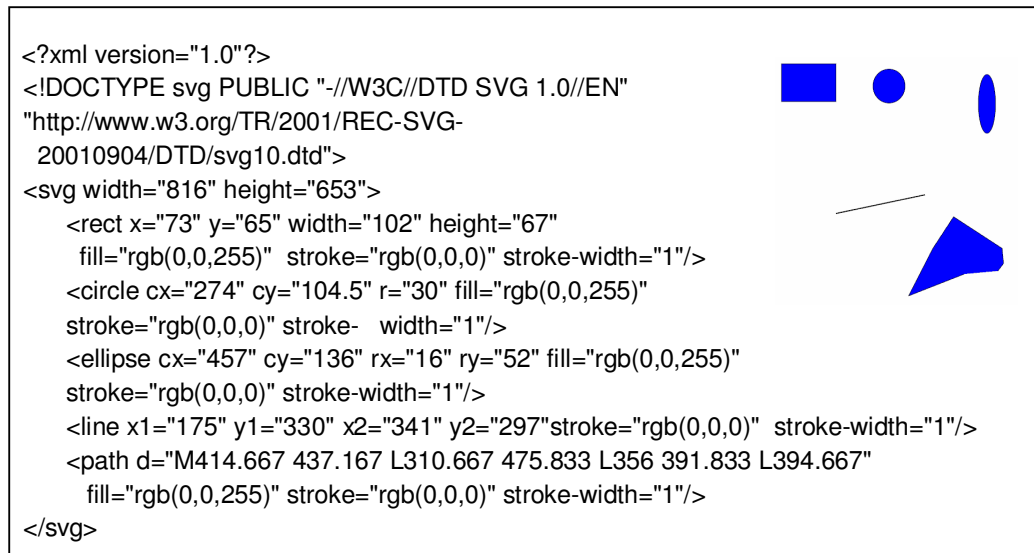 <?xml version="1.0"?>
<!DOCTYPE svg PUBLIC "-//W3C//DTD SVG 1.0//EN"
"http://www.w3.org/TR/2001/REC-SVG-
20010904/DTD/svg10.dtd">
<svg width="816" height="653">
<rect x="73" y="65" width="102" height="67"
fill="rgb(0,0,255)" stroke="rgb(0,0,0)" stroke-width="1"/>
<circle cx="274" cy="104.5" r="30" fill="rgb(0,0,255)"
stroke="rgb(0,0,0)" stroke- width="1"/>
<ellipse cx="457" cy="136" rx="16" ry="52" fill="rgb(0,0,255)"
stroke="rgb(0,0,0)" stroke-width="1"/>
<line x1="175" y1="330" x2="341" y2="297"stroke="rgb(0,0,0)" stroke-width="1"/>
<path d="M414.667 437.167 L310.667 475.833 L356 391.833 L394.667"
fill="rgb(0,0,255)" stroke="rgb(0,0,0)" stroke-width="1"/>
</svg>